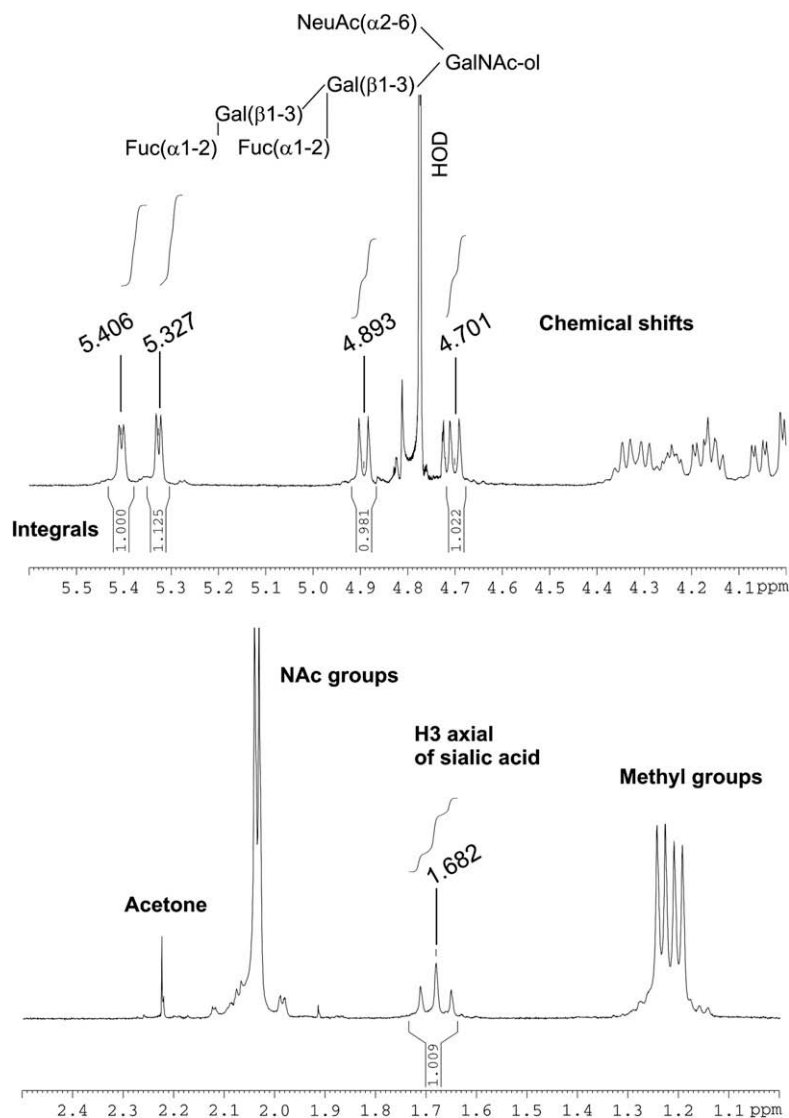 NeuAc(α2-6)
GalNAc-ol
Gal(β1-3)
Gal(β1-3)
Fuc(α1-2)
Fuc(α1-2)
HOD
5.406
5.327
4.893
4.701
Chemical shifts
Integrals
1.000
1.125
0.981
1.022
5.5 5.4 5.3 5.2 5.1 5.0 4.9 4.8 4.7 4.6 4.5 4.4 4.3 4.2 4.1 ppm
NAc groups
H3 axial
of sialic acid
Methyl groups
1.682
Acetone
1.009
2.4 2.3 2.2 2.1 2.0 1.9 1.8 1.7 1.6 1.5 1.4 1.3 1.2 1.1 ppm